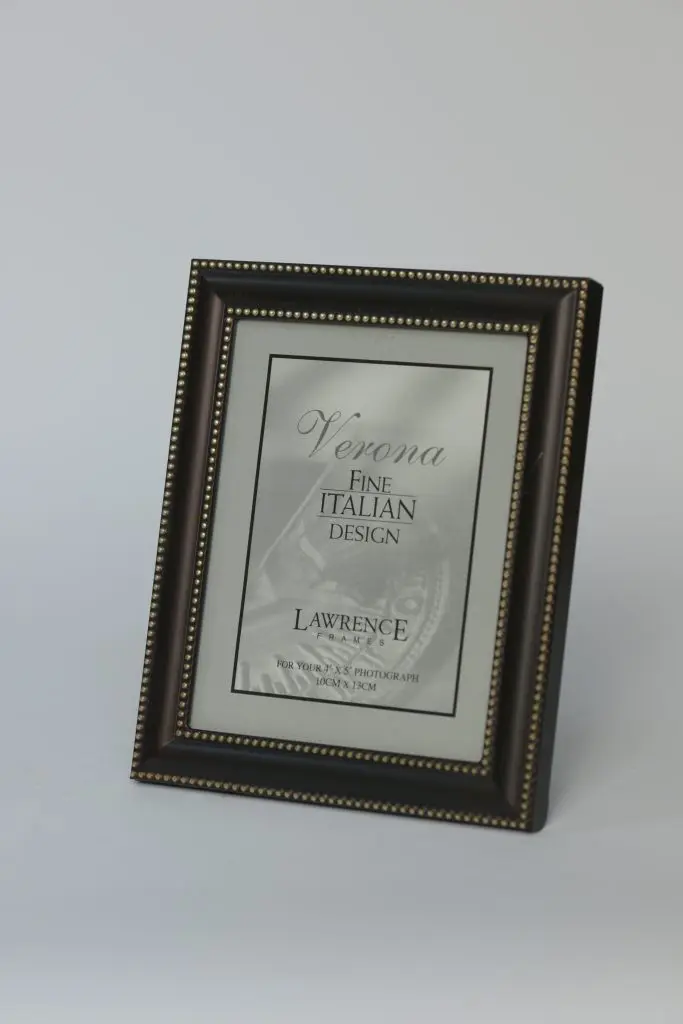 Verona
FINE
ITALIAN
DESIGN
LAWRENCE
FRAMES
FOR YOUR 4" X 5" PHOTOGRAPH
10CM X 13CM